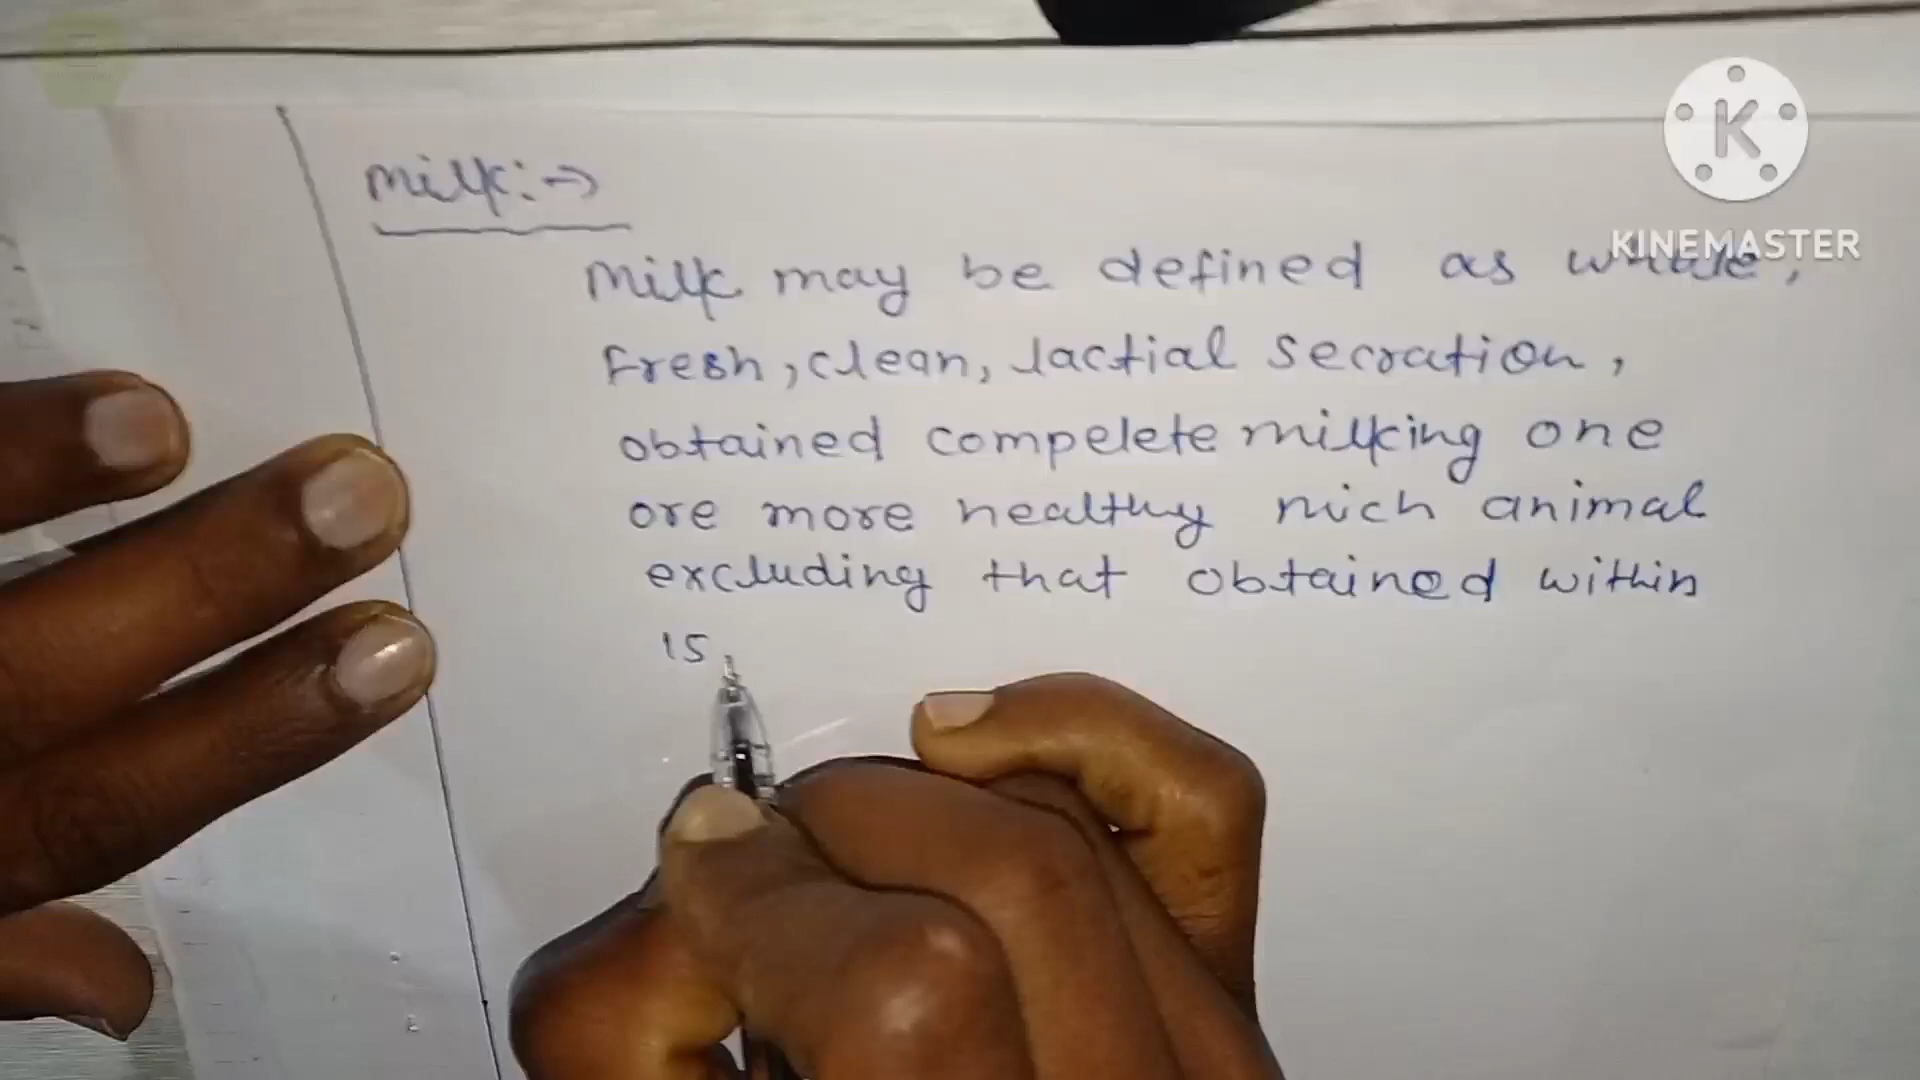 Milk:→
Milk may be defined as whole,
Fresh, clean, lactial secration,
obtained compelete milking one
ore more healthy mich animal
excluding that obtained within
15
K
KINEMASTER